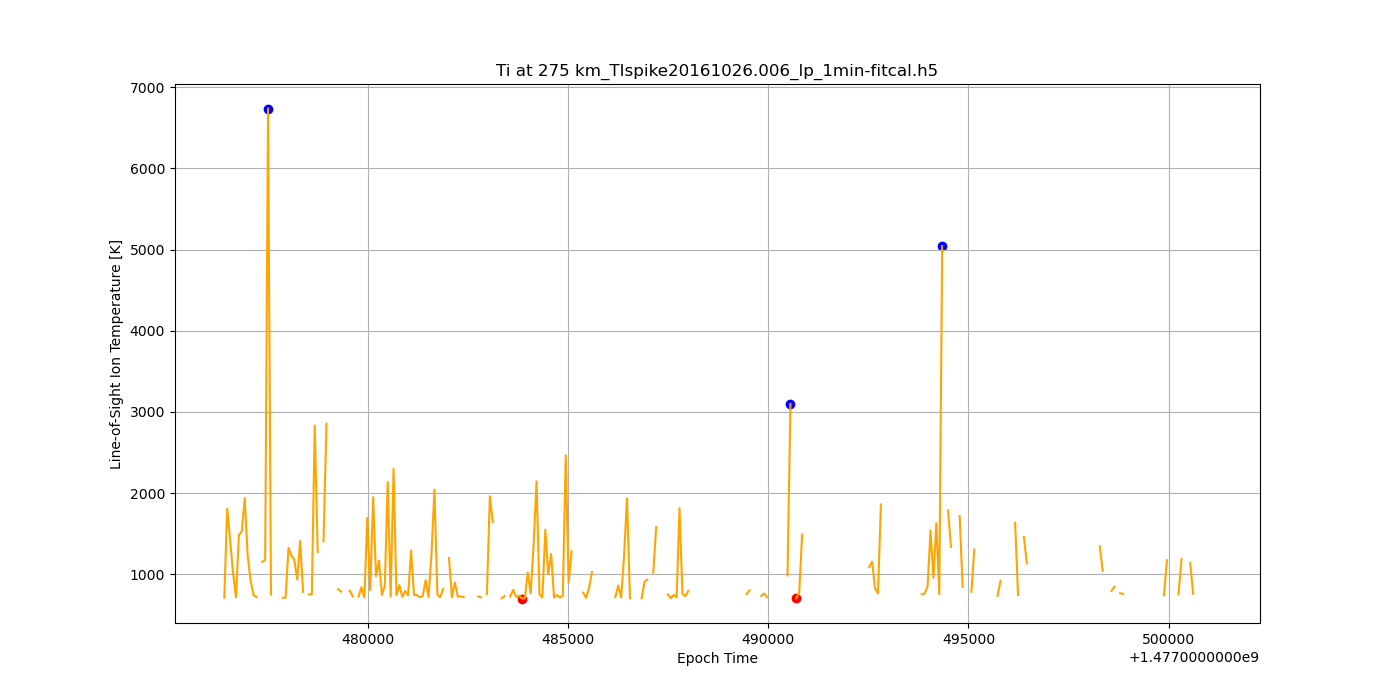 Ti at 275 km_TIspike20161026.006_lp_1min-fitcal.h5
Line-of-Sight Ion Temperature [K]
7000
6000
5000
4000
3000
2000
1000
480000 485000 490000 495000 500000
Epoch Time
+1.4770000000e9